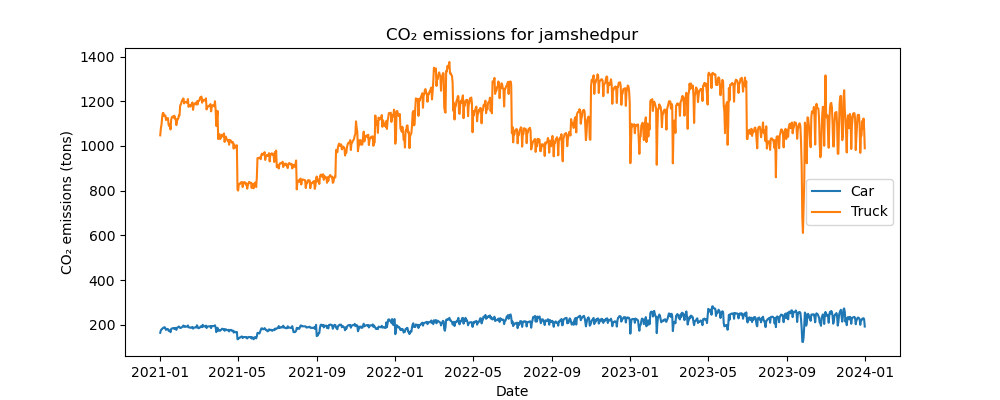 CO₂ emissions for jamshedpur
CO₂ emissions (tons)
1400
1200
1000
800
600
400
200
Car
Truck
2021-01 2021-05 2021-09 2022-01 2022-05 2022-09 2023-01 2023-05 2023-09 2024-01
Date